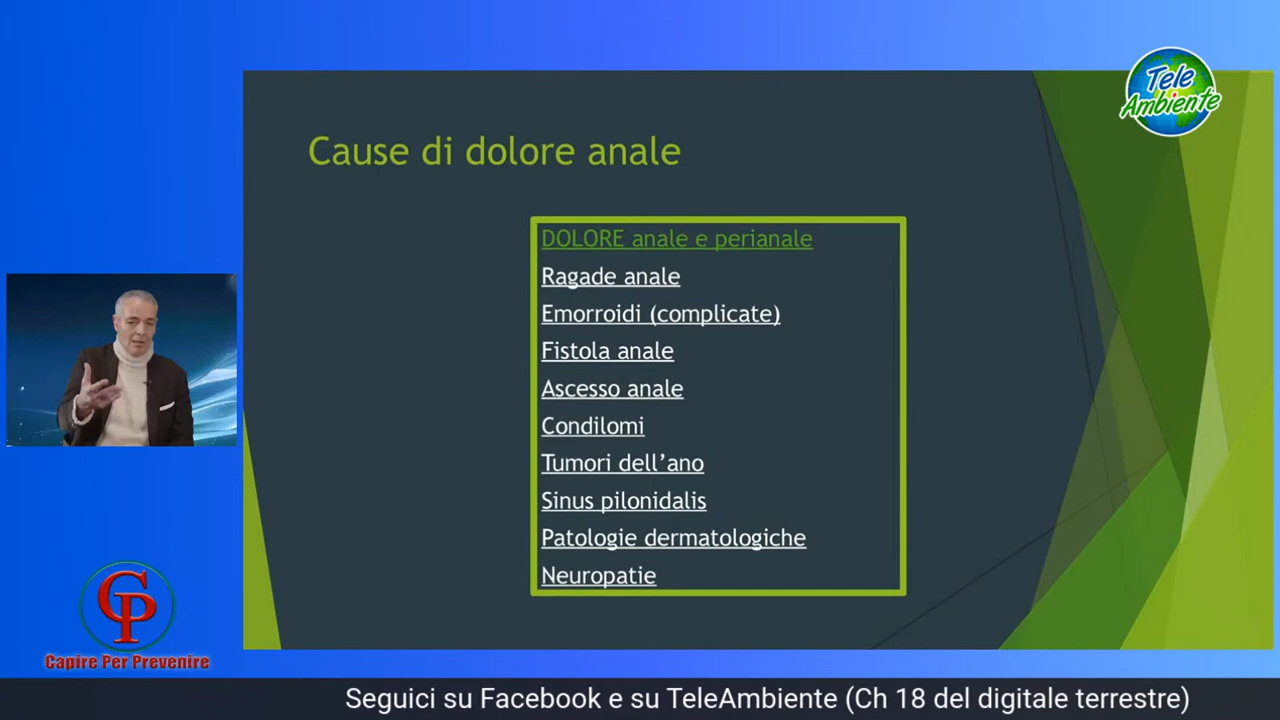 Tele
Ambiente
Cause di dolore anale
DOLORE anale e perianale
Ragade anale
Emorroidi (complicate)
Fistola anale
Ascesso anale
Condilomi
Tumori dell’ano
Sinus pilonidalis
Patologie dermatologiche
Neuropatie
CP
Capire Per Prevenire
Seguici su Facebook e su TeleAmbiente (Ch 18 del digitale terrestre)